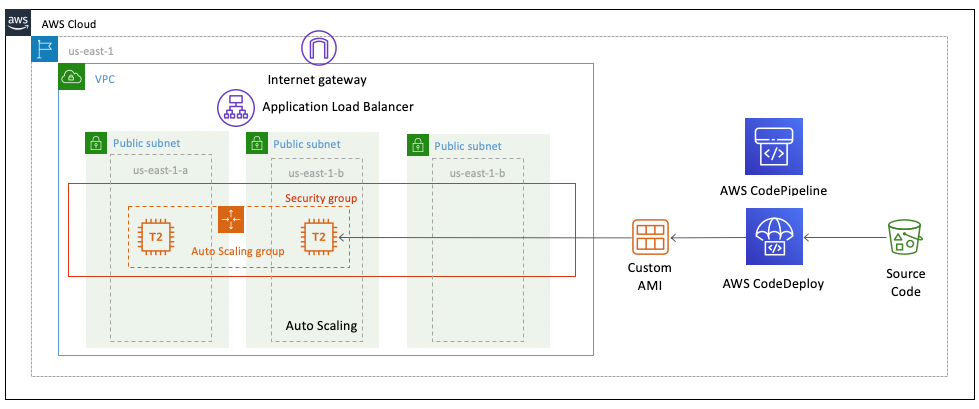 aws
AWS Cloud
us-east-1
Internet gateway
VPC
Application Load Balancer
Public subnet
Public subnet
Public subnet
us-east-1-a
us-east-1-b
us-east-1-b
AWS CodePipeline
Security group
T2
T2
Auto Scaling group
Custom
AMI
AWS CodeDeploy
Source
Code
Auto Scaling